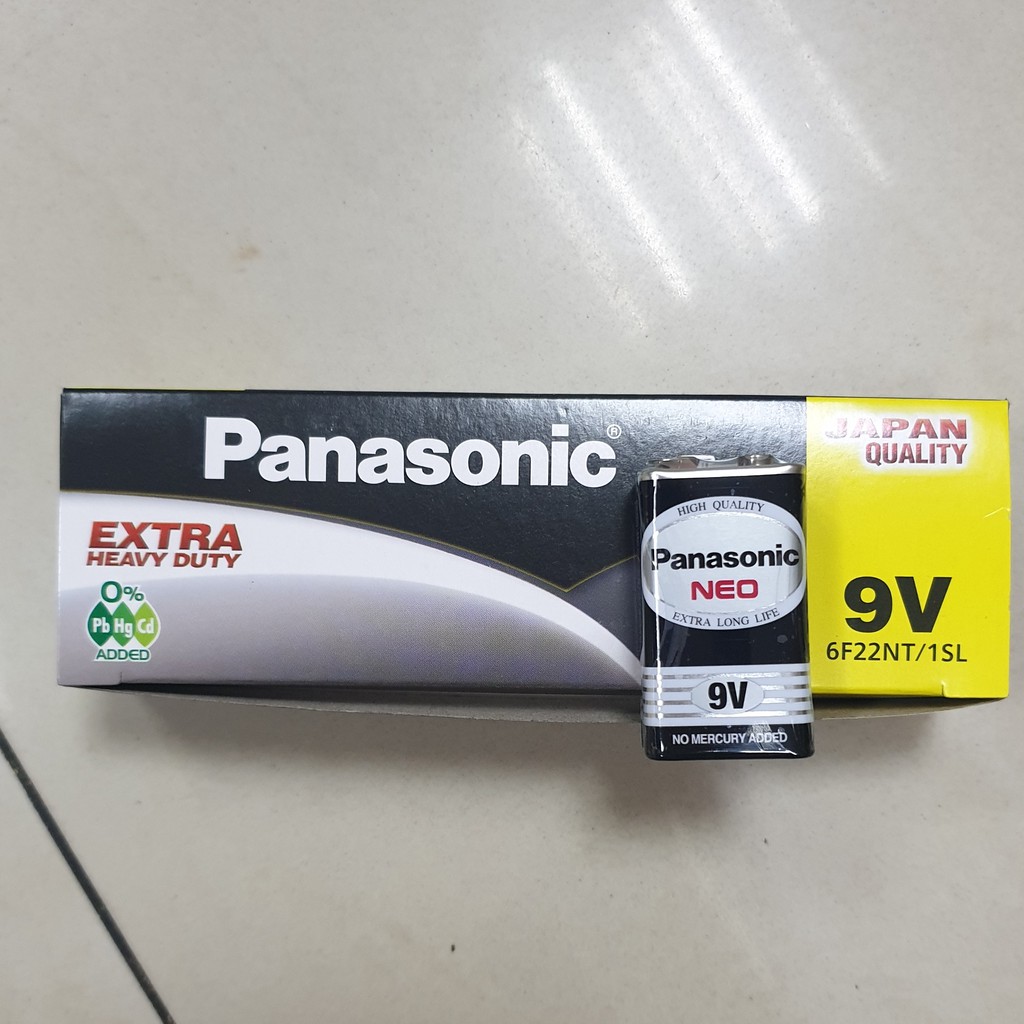 Panasonic®
JAPAN
QUALITY
EXTRA
HEAVY DUTY
0%
Pb Hg Cd
ADDED
HIGH QUALITY
Panasonic
NEO
EXTRA LONG LIFE
9V
NO MERCURY ADDED
9V
6F22NT/1SL